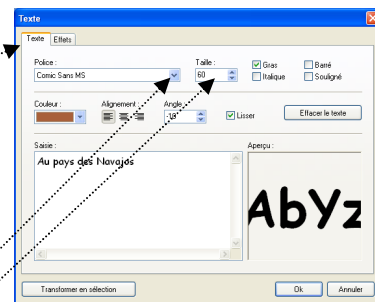 Texte
Texte Effets
Police : Taille :
Comic Sans MS 60 Gras Barré
Italique Souligné
Couleur : Alignement : Angle :
Lisser Effacer le texte
Saisie : Aperçu :
Au pays des Navajos
AbYz
Transformer en sélection Ok Annuler